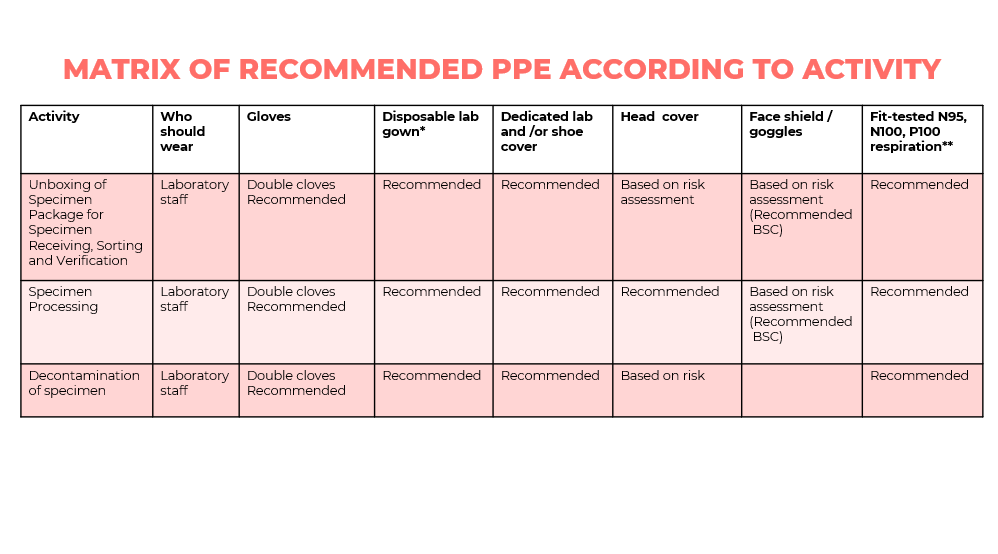 MATRIX OF RECOMMENDED PPE ACCORDING TO ACTIVITY
Activity
Who
should
wear
Gloves
Disposable lab
gown*
Dedicated lab
and /or shoe
cover
Head cover
Face shield /
goggles
Fit-tested N95,
N100, P100
respiration**
Unboxing of
Specimen
Package for
Specimen
Receiving, Sorting
and Verification
Laboratory
staff
Double cloves
Recommended
Recommended
Recommended
Based on risk
assessment
Based on risk
assessment
(Recommended
BSC)
Recommended
Specimen
Processing
Laboratory
staff
Double cloves
Recommended
Recommended
Recommended
Recommended
Based on risk
assessment
(Recommended
BSC)
Recommended
Decontamination
of specimen
Laboratory
staff
Double cloves
Recommended
Recommended
Recommended
Based on risk
Recommended